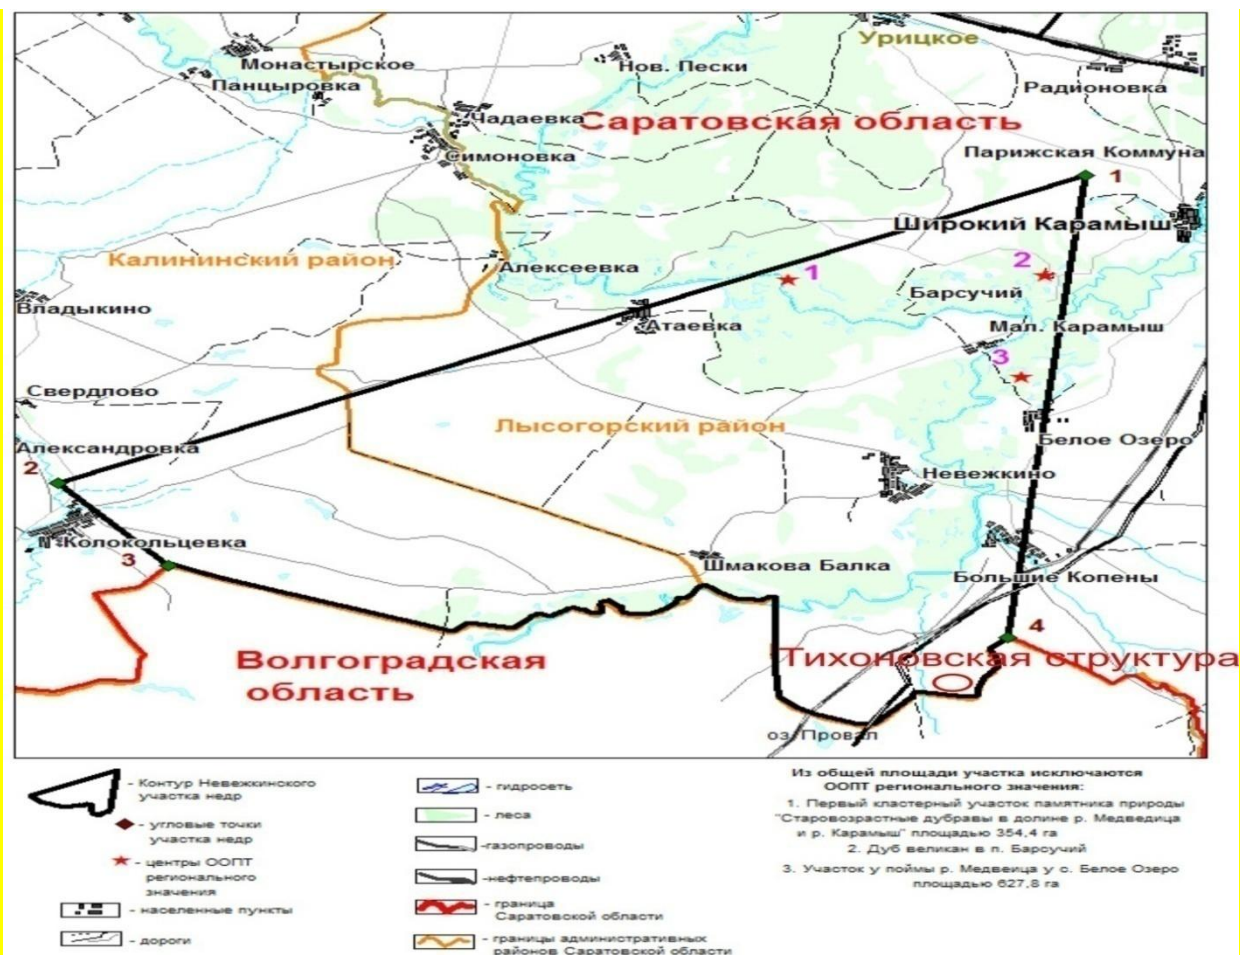 Урицкое
Монастырское
Нов. Пески
Панцыровка
Радионовка
Чадаевка
Саратовская область
Симоновка
Парижская Коммуна
1
Широкий Карамыш
Калининский район
Алексеевка
1
2
Барсучий
Владыкино
Атаевка
Мал. Карамыш
3
Свердлово
Лысогорский район
Александровка
Белое Озеро
2
Невежкино
Колокольцевка
3
Шмакова Балка
Большие Копены
4
Волгоградская
область
Тихоновская структура
оз. Провал
- Контур Невежкинского
участка недр
- угловые точки
участка недр
- центры ООПТ
регионального
значения
- населенные пункты
- дороги
- гидросеть
- леса
-газопроводы
-нефтепроводы
- граница
Саратовской области
- границы административных
районов Саратовской области
Из общей площади участка исключаются
ООПТ регионального значения:
1. Первый кластерный участок памятника природы
"Старовозрастные дубравы в долине р. Медведица
и р. Карамыш" площадью 354,4 га
2. Дуб великан в п. Барсучий
3. Участок у поймы р. Медвеица у с. Белое Озеро
площадью 627,8 га